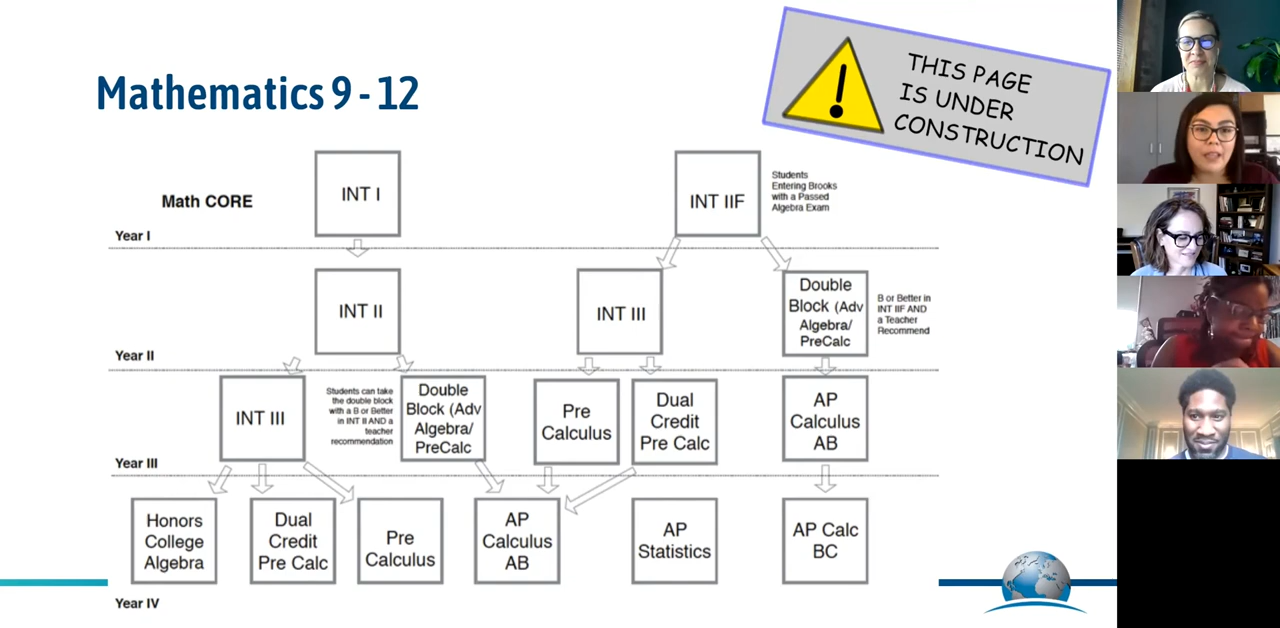 Mathematics 9 - 12
THIS PAGE
IS UNDER
CONSTRUCTION
Math CORE
INT I
INT IIF
Students
Entering Brooks
with a Passed
Algebra Exam
Year I
INT II
INT III
Double
Block (Adv
Algebra/
PreCalc
B or Better in
INT IIF AND
a Teacher
Recommend
Year II
INT III
Students can take
the double block
with a B or Better
in INT II AND a
teacher
recommendation
Double
Block (Adv
Algebra/
PreCalc
Pre
Calculus
Dual
Credit
Pre Calc
AP
Calculus
AB
Year III
Honors
College
Algebra
Dual
Credit
Pre Calc
Pre
Calculus
AP
Calculus
AB
AP
Statistics
AP Calc
BC
Year IV